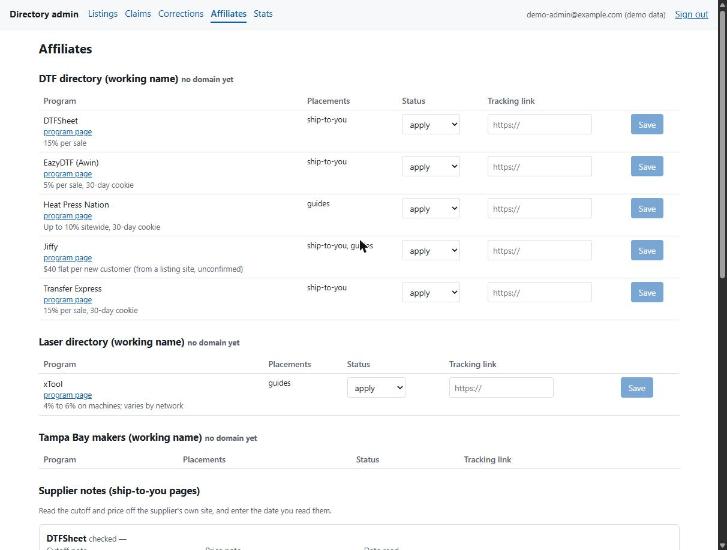 Directory admin Listings Claims Corrections Affiliates Stats demo-admin@example.com (demo data) Sign out
Affiliates
DTF directory (working name) no domain yet
Program Placements Status Tracking link
DTFSheet ship-to-you apply https:// Save
program page
15% per sale
EazyDTF (Awin) ship-to-you apply https:// Save
program page
5% per sale, 30-day cookie
Heat Press Nation guides apply https:// Save
program page
Up to 10% sitewide, 30-day cookie
Jiffy ship-to-you, guides apply https:// Save
program page
$40 flat per new customer (from a listing site, unconfirmed)
Transfer Express ship-to-you apply https:// Save
program page
15% per sale, 30-day cookie
Laser directory (working name) no domain yet
Program Placements Status Tracking link
xTool guides apply https:// Save
program page
4% to 6% on machines; varies by network
Tampa Bay makers (working name) no domain yet
Program Placements Status Tracking link
Supplier notes (ship-to-you pages)
Read the cutoff and price off the supplier's own site, and enter the date you read them.
DTFSheet checked —
Cutoff note Price note Date read